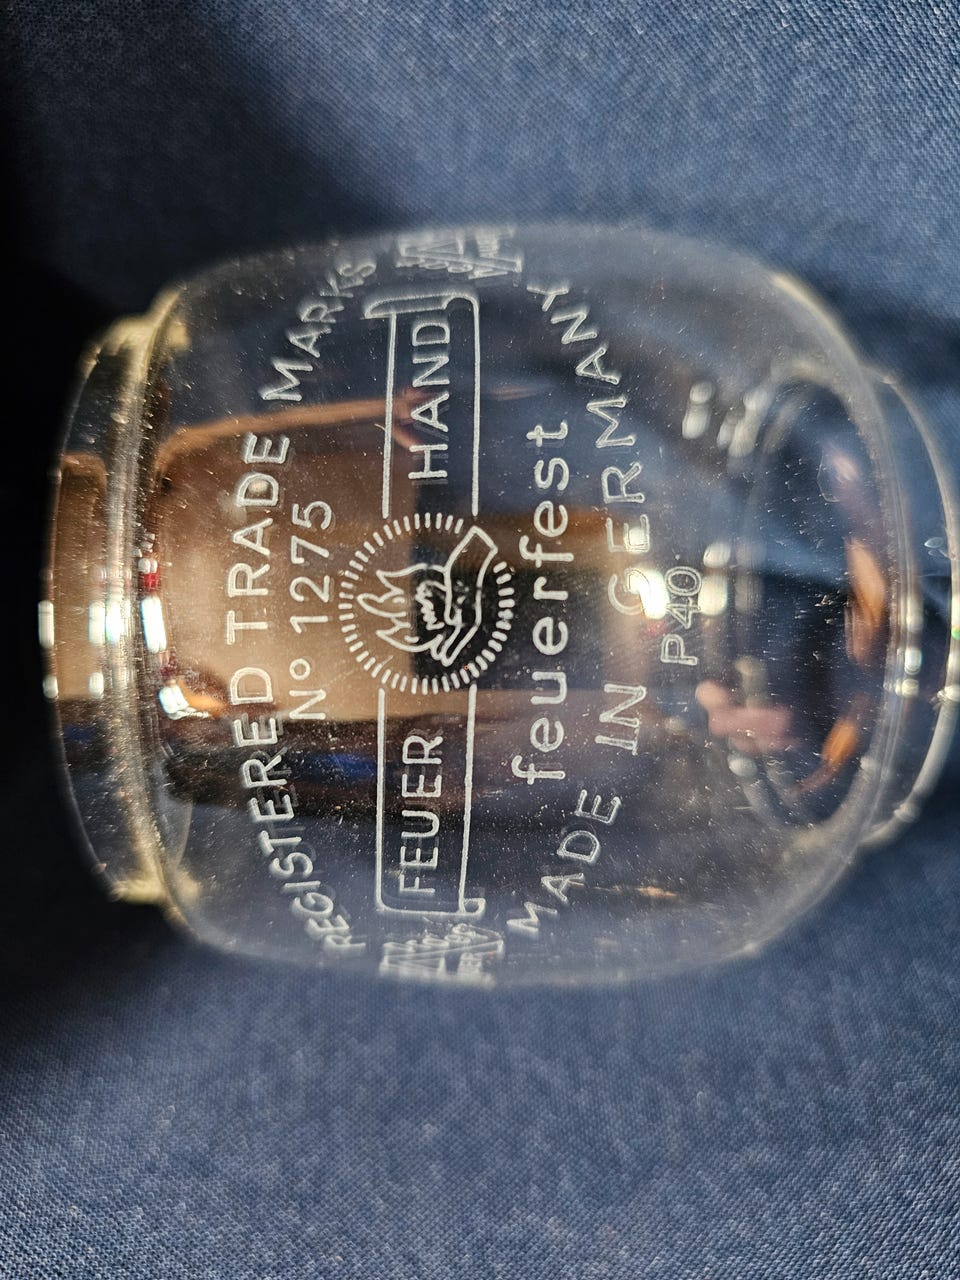 REGISTERED TRADE MARKS
Nº 1275
FEUER HAND
feuerfest
MADE IN GERMANY
P40